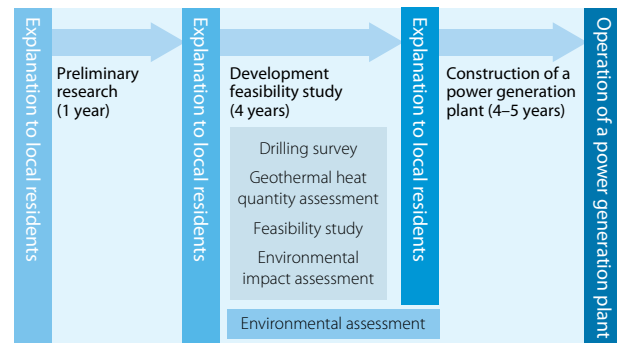 Explanation to local residents
Preliminary
research
(1 year)
Explanation to local residents
Development
feasibility study
(4 years)
Drilling survey
Geothermal heat
quantity assessment
Feasibility study
Environmental
impact assessment
Environmental assessment
Explanation to local residents
Construction of a
power generation
plant (4–5 years)
Operation of a power generation plant